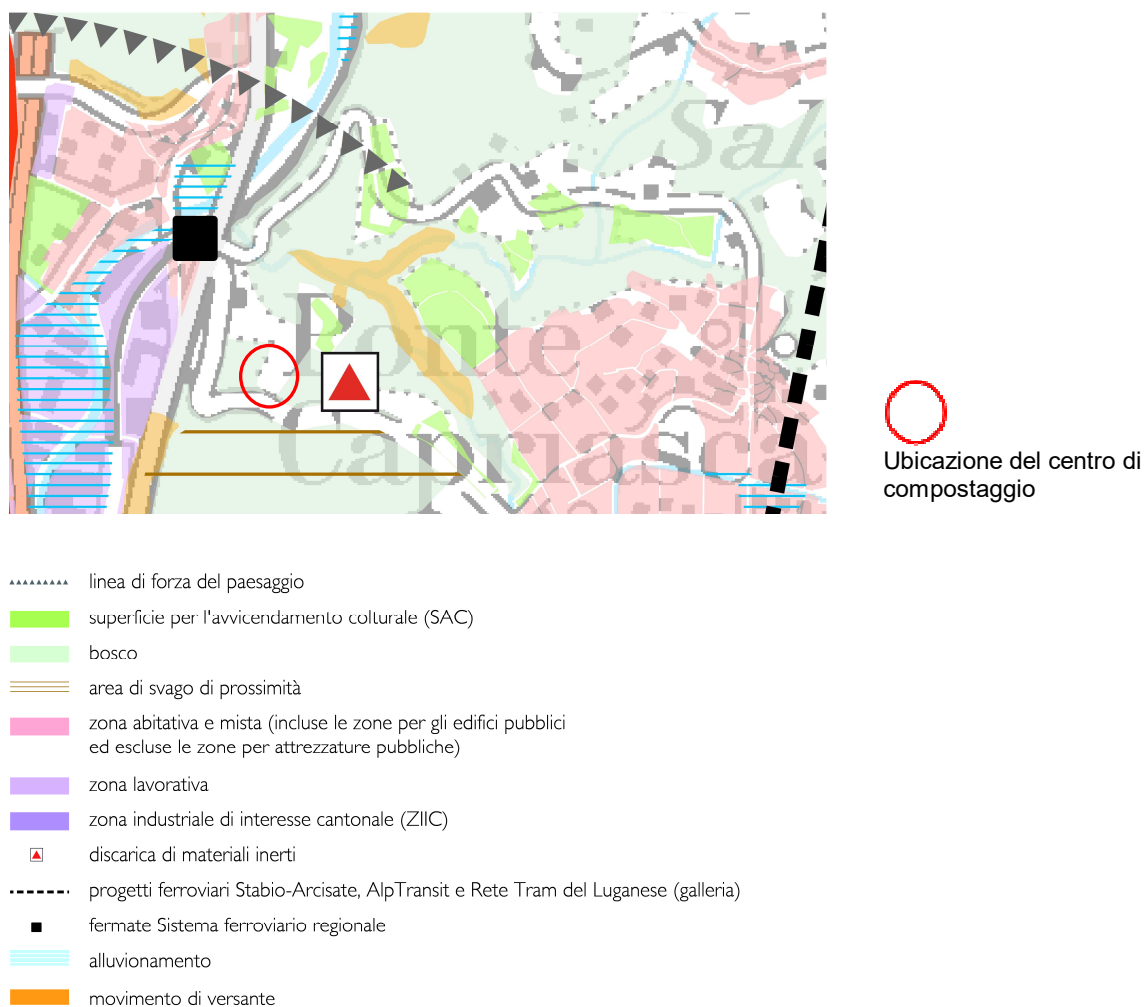 Sal
Ponte
Capriasca
Ubicazione del centro di
compostaggio
linea di forza del paesaggio
superficie per l'avvicendamento colturale (SAC)
bosco
area di svago di prossimità
zona abitativa e mista (incluse le zone per gli edifici pubblici
ed escluse le zone per attrezzature pubbliche)
zona lavorativa
zona industriale di interesse cantonale (ZIIC)
discarica di materiali inerti
progetti ferroviari Stabio-Arcisate, AlpTransit e Rete Tram del Luganese (galleria)
fermate Sistema ferroviario regionale
alluvionamento
movimento di versante